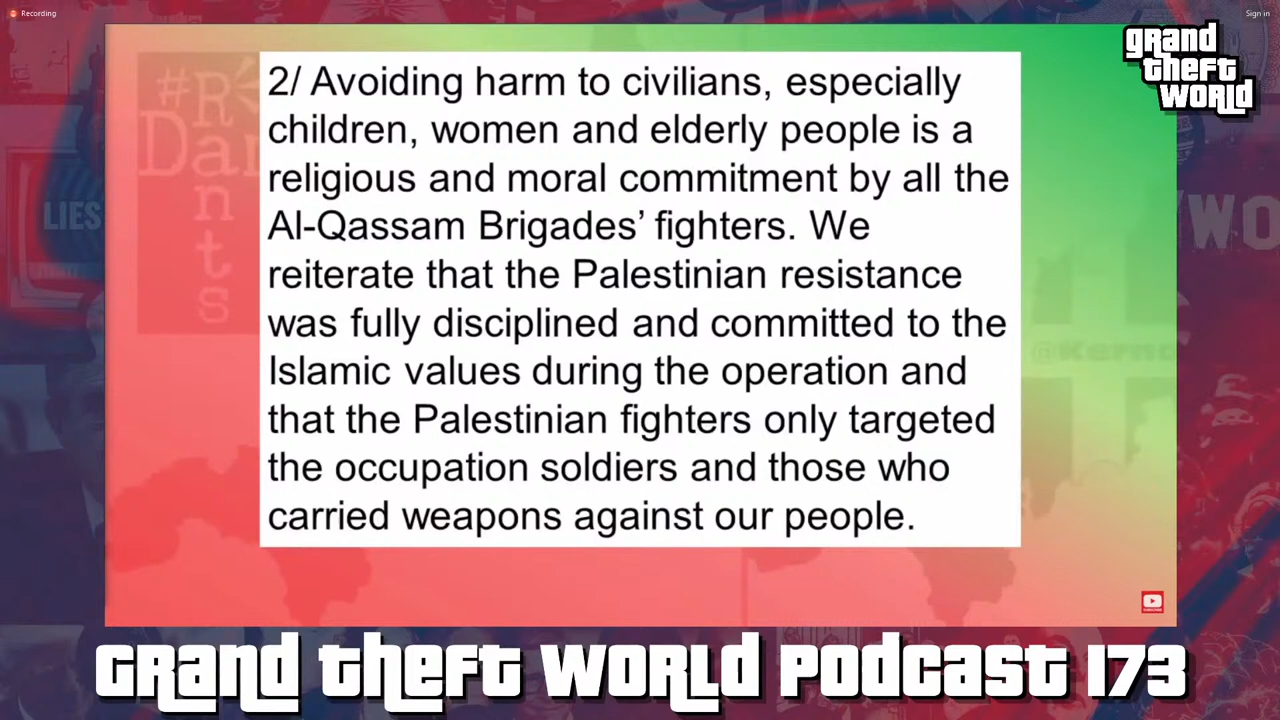 Recording
Sign in
grand
theft
world
#R
Dan
n
t
s
LIES
2/ Avoiding harm to civilians, especially
children, women and elderly people is a
religious and moral commitment by all the
Al-Qassam Brigades’ fighters. We
reiterate that the Palestinian resistance
was fully disciplined and committed to the
Islamic values during the operation and
that the Palestinian fighters only targeted
the occupation soldiers and those who
carried weapons against our people.
Grand theft World Podcast 173